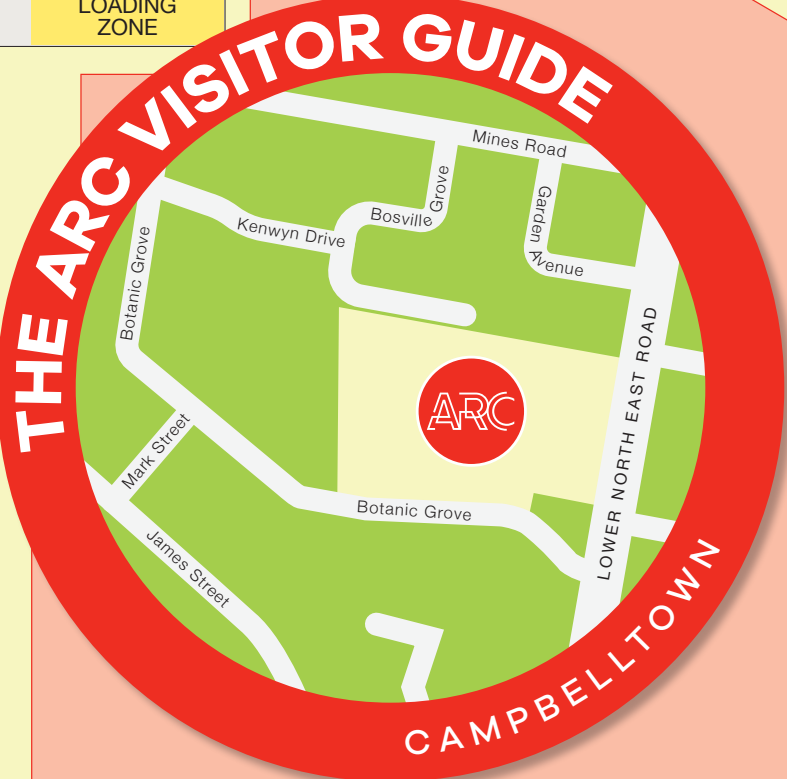 LOADING
ZONE
THE ARC VISITOR GUIDE
Mines Road
Bosville Grove
Garden Avenue
Kenwyn Drive
Botanic Grove
LOWER NORTH EAST ROAD
ARC
Mark Street
Botanic Grove
James Street
CAMPBELLTOWN